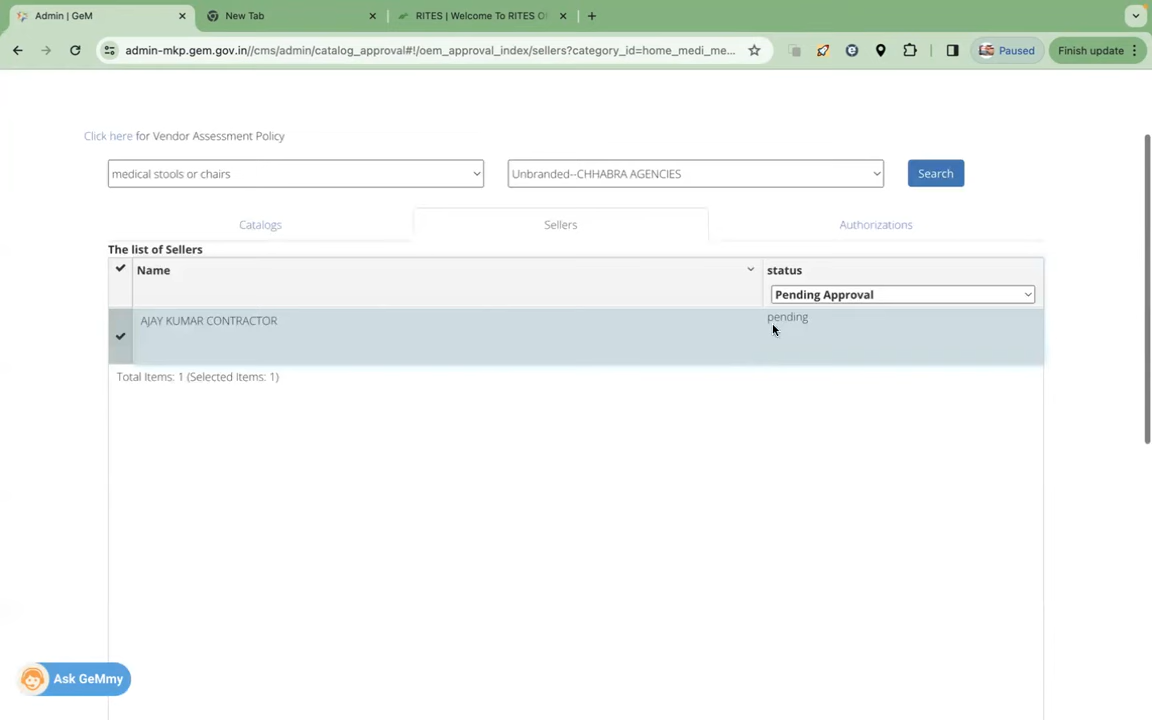 Admin | GeM
New Tab
RITES | Welcome To RITES O
admin-mkp.gem.gov.in//cms/admin/catalog_approval#!/oem_approval_index/sellers?category_id=home_medi_me...
Paused
Finish update
Click here for Vendor Assessment Policy
medical stools or chairs
Unbranded--CHHABRA AGENCIES
Search
Catalogs
Sellers
Authorizations
The list of Sellers
Name
status
Pending Approval
AJAY KUMAR CONTRACTOR
pending
Total Items: 1 (Selected Items: 1)
Ask GeMmy